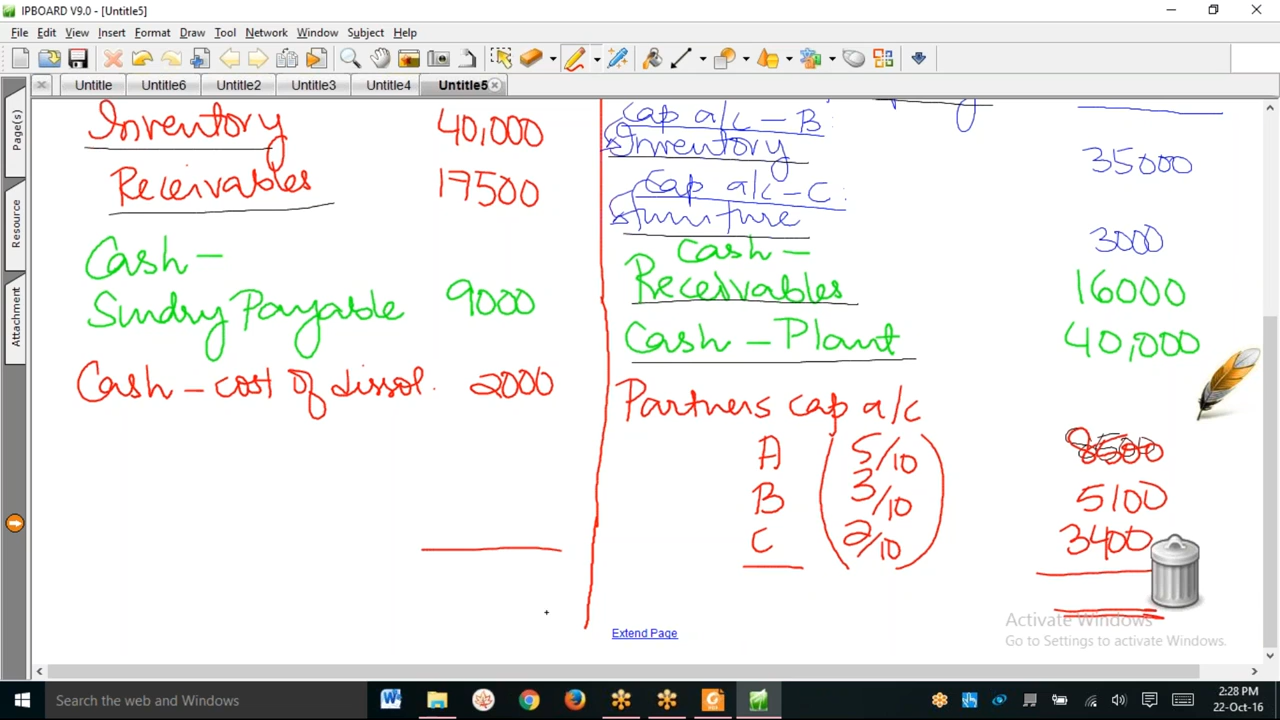 IPBOARD V9.0 - [Untitle5]
File Edit View Insert Format Draw Tool Network Window Subject Help
Untitle Untitle6 Untitle2 Untitle3 Untitle4 Untitle5
Page(s)
Resource
Attachment
Inventory 40,000
Receivables 17500
Cash -
Sundry Payable 9000
Cash - cost of dissol. 2000
Cap a/c - B
Inventory 35000
Cap a/c - C
Furniture 3000
Cash -
Receivables 16000
Cash - Plant 40,000
Partners cap a/c
A 5/10 8500
B 3/10 5100
C 2/10 3400
Extend Page
Activate Windows
Go to Settings to activate Windows.
Search the web and Windows
2:28 PM
22-Oct-16